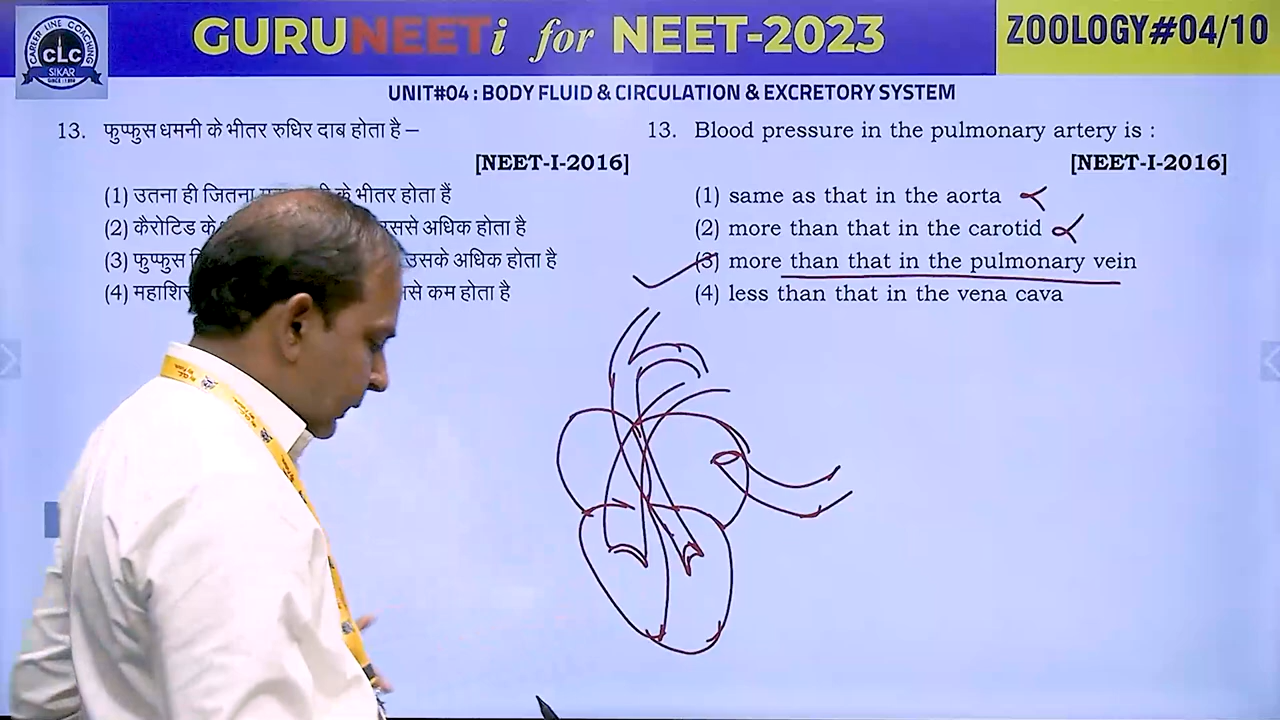 CAREER LINE COACHING
CLC
SIKAR
SINCE : 1996
GURUNEETi for NEET-2023
ZOOLOGY#04/10
UNIT#04 : BODY FLUID & CIRCULATION & EXCRETORY SYSTEM
13. फुफ्फुस धमनी के भीतर रुधिर दाब होता है –
[NEET-I-2016]
(1) उतना ही जितना के भीतर होता हैं
(2) कैरोटिड के उससे अधिक होता है
(3) फुफ्फुस उसके अधिक होता है
(4) कम होता है
13. Blood pressure in the pulmonary artery is :
[NEET-I-2016]
(1) same as that in the aorta
(2) more than that in the carotid
(3) more than that in the pulmonary vein
(4) less than that in the vena cava